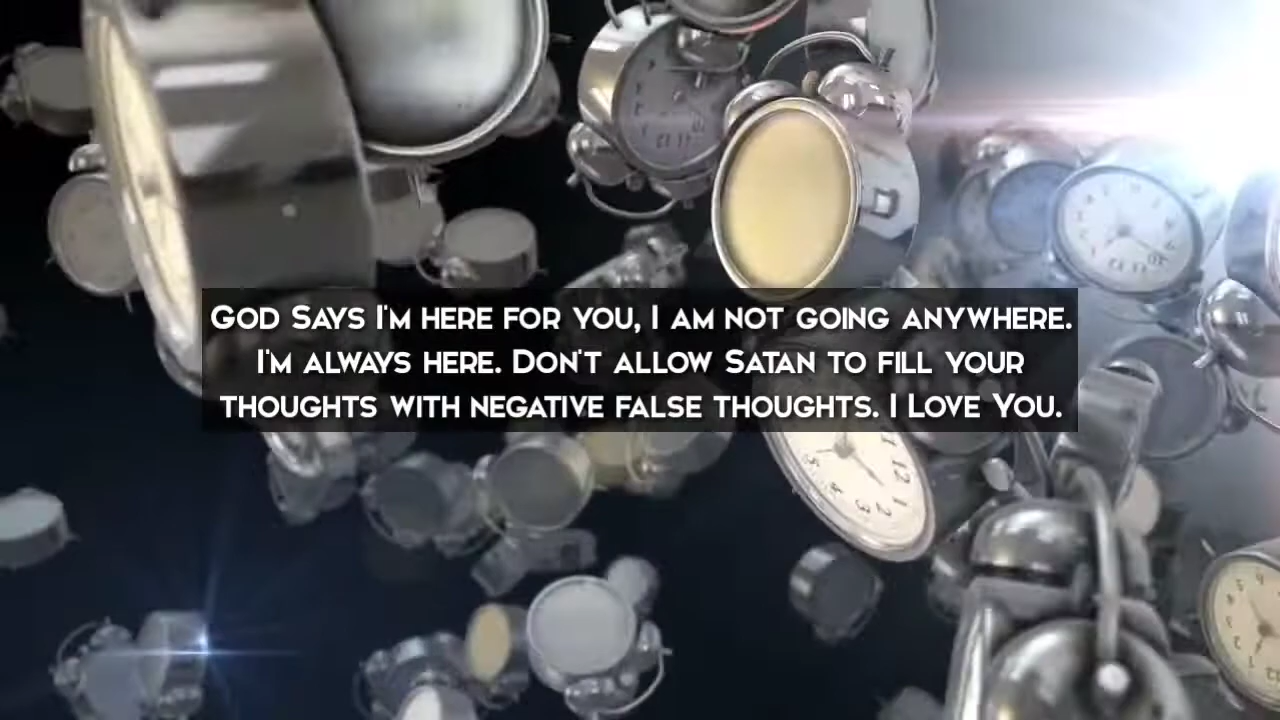 God Says I'm here for you, I am not going anywhere.
I'm always here. Don't allow Satan to fill your
thoughts with negative false thoughts. I Love You.